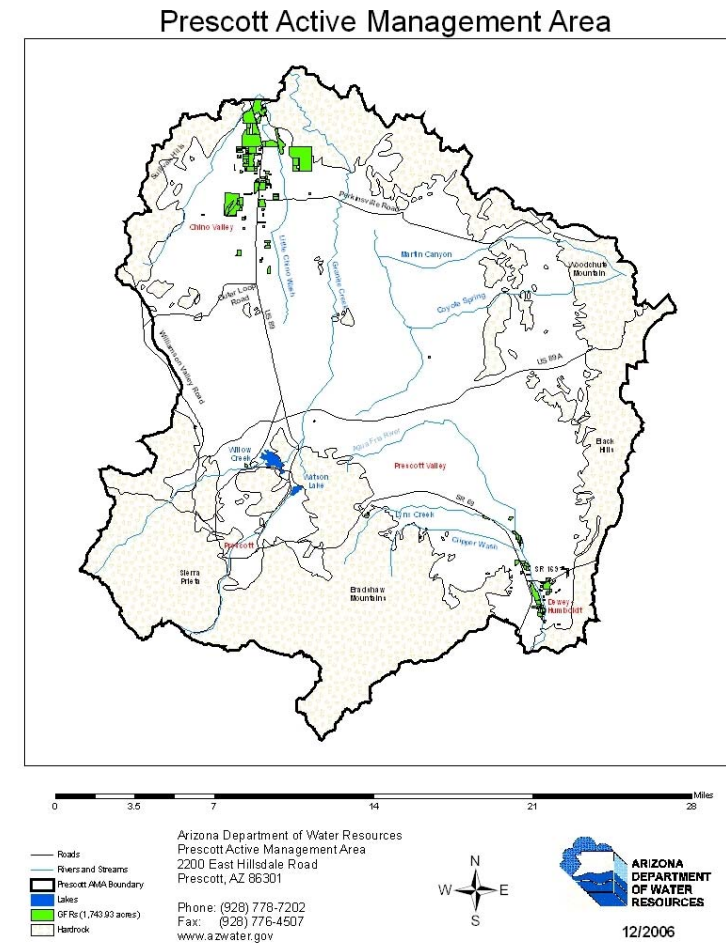 Prescott Active Management Area
Sullivan Hills
Chino Valley
Perkinsville Road
Little Chino Wash
Granite Creek
Martin Canyon
Woodchute
Mountain
Coyote Spring
Outer Loop
Road
US 89
Williamson Valley Road
US 89A
Black
Hills
Agua Fria River
Willow
Creek
Watson
Lake
Prescott Valley
SR 69
Lynx Creek
Clipper Wash
Prescott
Sierra
Prieta
SR 169
Bradshaw
Mountains
Dewey
Humboldt
Miles
0 3.5 7 14 21 28
Roads
Rivers and Streams
Prescott AMA Boundary
Lakes
GFRs (1,743.93 acres)
Hardrock
Arizona Department of Water Resources
Prescott Active Management Area
2200 East Hillsdale Road
Prescott, AZ 86301
Phone: (928) 778-7202
Fax: (928) 776-4507
www.azwater.gov
N
W E
S
ARIZONA
DEPARTMENT
OF WATER
RESOURCES
12/2006